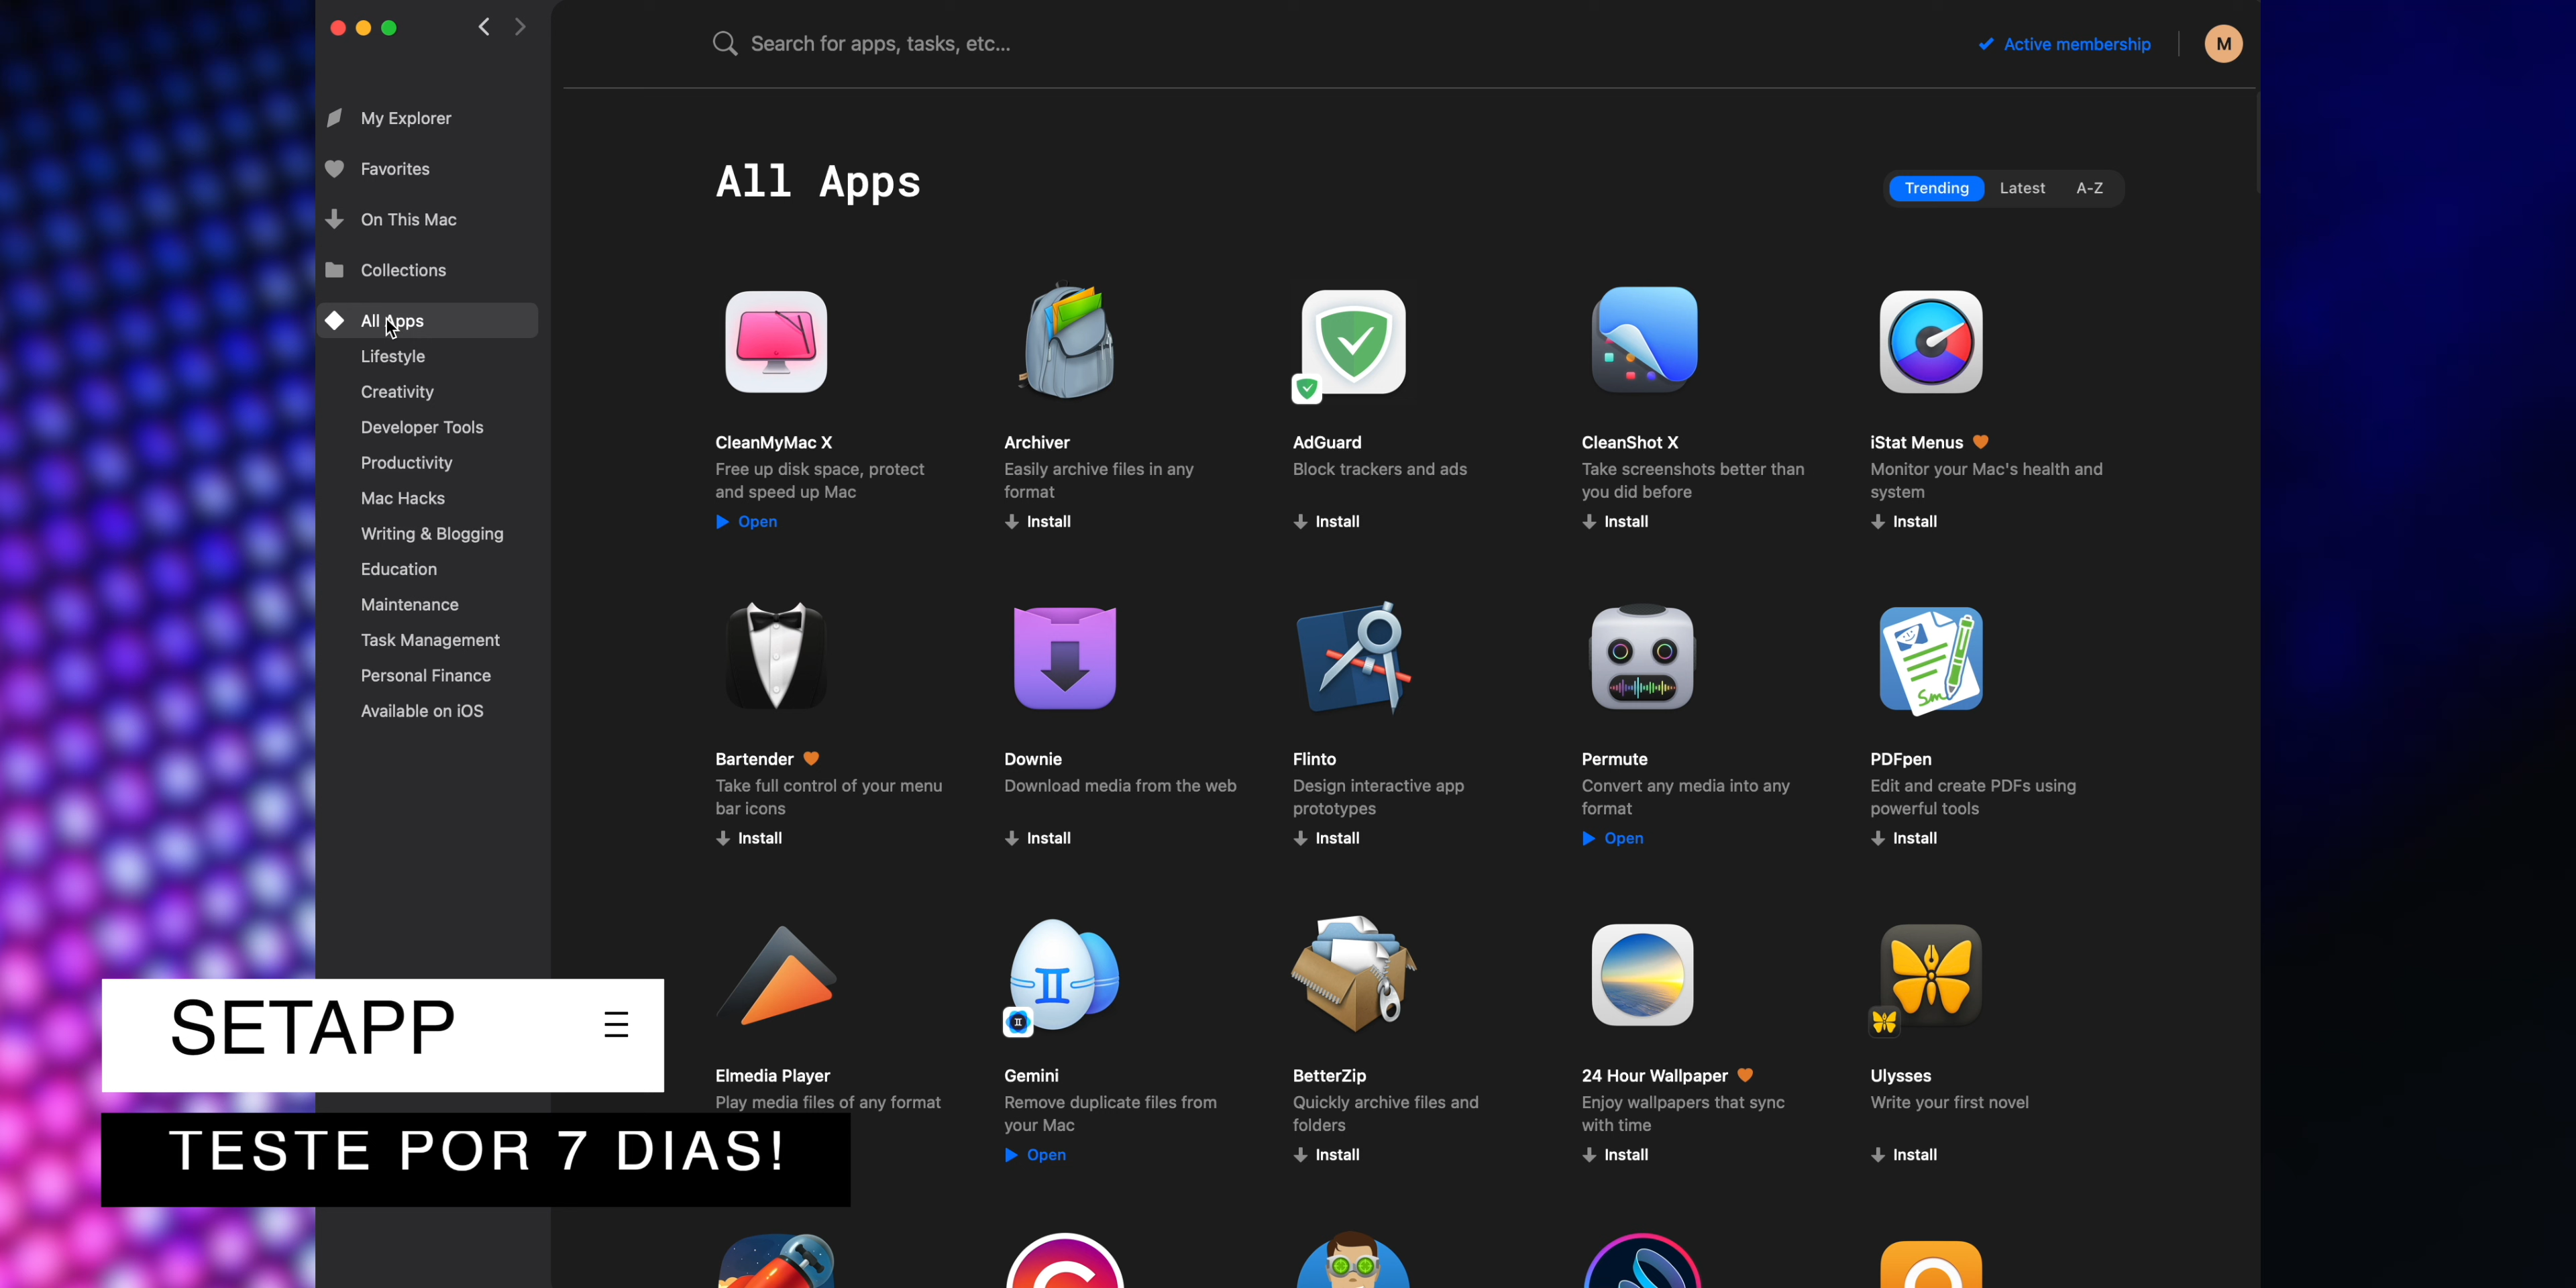 Search for apps, tasks, etc...
Active membership
M
My Explorer
Favorites
On This Mac
Collections
All Apps
Lifestyle
Creativity
Developer Tools
Productivity
Mac Hacks
Writing & Blogging
Education
Maintenance
Task Management
Personal Finance
Available on iOS
All Apps
Trending Latest A-Z
CleanMyMac X
Free up disk space, protect
and speed up Mac
Open
Archiver
Easily archive files in any
format
Install
AdGuard
Block trackers and ads
Install
CleanShot X
Take screenshots better than
you did before
Install
iStat Menus
Monitor your Mac's health and
system
Install
Bartender
Take full control of your menu
bar icons
Install
Downie
Download media from the web
Install
Flinto
Design interactive app
prototypes
Install
Permute
Convert any media into any
format
Open
PDFpen
Edit and create PDFs using
powerful tools
Install
Elmedia Player
Play media files of any format
Gemini
Remove duplicate files from
your Mac
Open
BetterZip
Quickly archive files and
folders
Install
24 Hour Wallpaper
Enjoy wallpapers that sync
with time
Install
Ulysses
Write your first novel
Install
SETAPP
TESTE POR 7 DIAS!